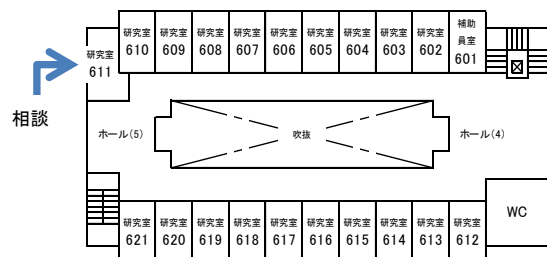 研究室
610
研究室
609
研究室
608
研究室
607
研究室
606
研究室
605
研究室
604
研究室
603
研究室
602
補助
員室
601
研究室
611
相談
ホール(5)
吹抜
ホール(4)
研究室
621
研究室
620
研究室
619
研究室
618
研究室
617
研究室
616
研究室
615
研究室
614
研究室
613
研究室
612
WC